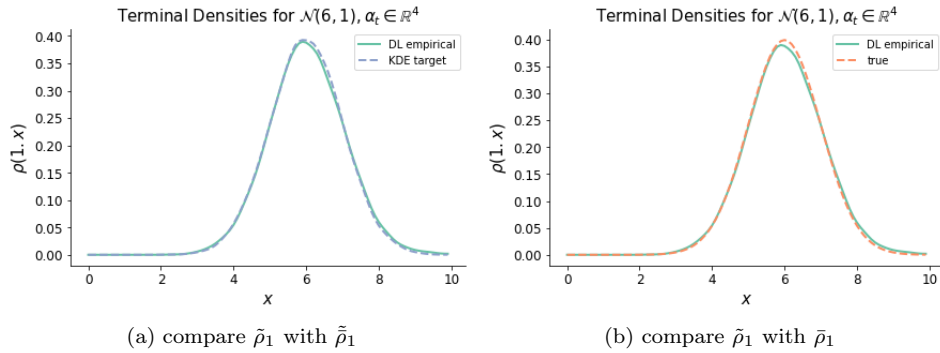 Terminal Densities for 𝒩(6, 1), αₜ ∈ ℝ⁴
DL empirical
KDE target
0.40
0.35
0.30
0.25
0.20
0.15
0.10
0.05
0.00
ρ(1. x)
0 2 4 6 8 10
x
(a) compare ρ̃₁ with ρ̃̄₁
Terminal Densities for 𝒩(6, 1), αₜ ∈ ℝ⁴
DL empirical
true
0.40
0.35
0.30
0.25
0.20
0.15
0.10
0.05
0.00
ρ(1. x)
0 2 4 6 8 10
x
(b) compare ρ̃₁ with ρ̄₁